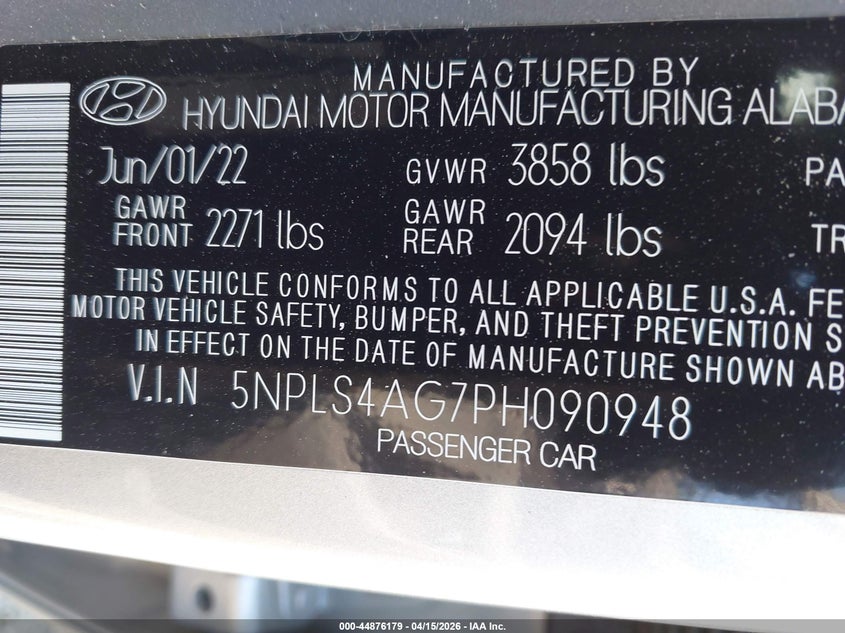 MANUFACTURED BY
HYUNDAI MOTOR MANUFACTURING ALABA
Jun/01/22 GVWR 3858 lbs PA
GAWR FRONT 2271 lbs GAWR REAR 2094 lbs TR
THIS VEHICLE CONFORMS TO ALL APPLICABLE U.S.A. FE
MOTOR VEHICLE SAFETY, BUMPER, AND THEFT PREVENTION S
IN EFFECT ON THE DATE OF MANUFACTURE SHOWN AB
V.I.N 5NPLS4AG7PH090948
PASSENGER CAR
000-44876179 - 04/15/2026 - IAA Inc.